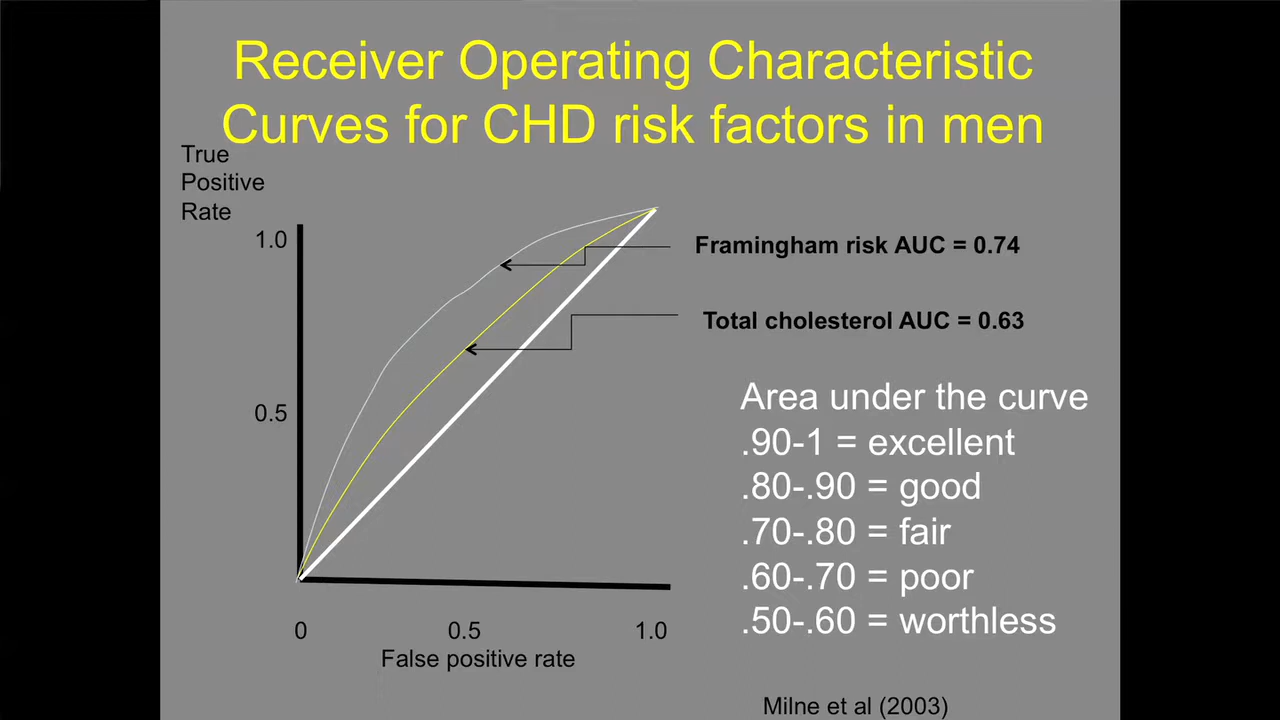 Receiver Operating Characteristic
Curves for CHD risk factors in men
True
Positive
Rate
1.0
Framingham risk AUC = 0.74
Total cholesterol AUC = 0.63
0.5
Area under the curve
.90-1 = excellent
.80-.90 = good
.70-.80 = fair
.60-.70 = poor
.50-.60 = worthless
0
0.5
1.0
False positive rate
Milne et al (2003)